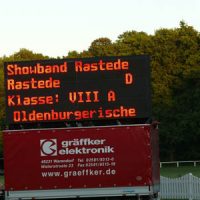 Showband Rastede
Rastede D
Klasse: VIII A
Oldenburgerische
gräffker
elektronik
www.graeffker.de